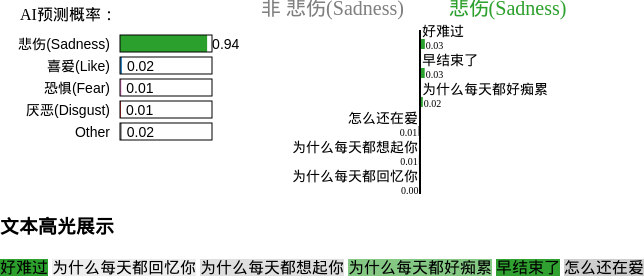 AI预测概率：
悲伤(Sadness) 0.94
喜爱(Like) 0.02
恐惧(Fear) 0.01
厌恶(Disgust) 0.01
Other 0.02
非 悲伤(Sadness) 悲伤(Sadness)
好难过
0.03
早结束了
0.03
为什么每天都好痴累
0.02
怎么还在爱
0.01
为什么每天都想起你
0.01
为什么每天都回忆你
0.00
文本高光展示
好难过 为什么每天都回忆你 为什么每天都想起你 为什么每天都好痴累 早结束了 怎么还在爱